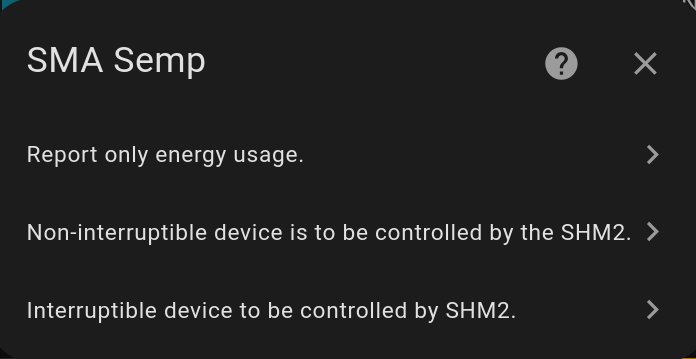 SMA Semp
Report only energy usage.
Non-interruptible device is to be controlled by the SHM2.
Interruptible device to be controlled by SHM2.